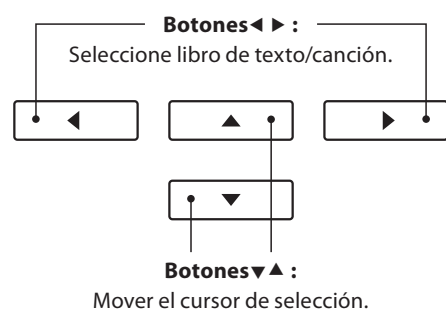 Botones◀ ▶ :
Seleccione libro de texto/canción.
Botones▼▲ :
Mover el cursor de selección.